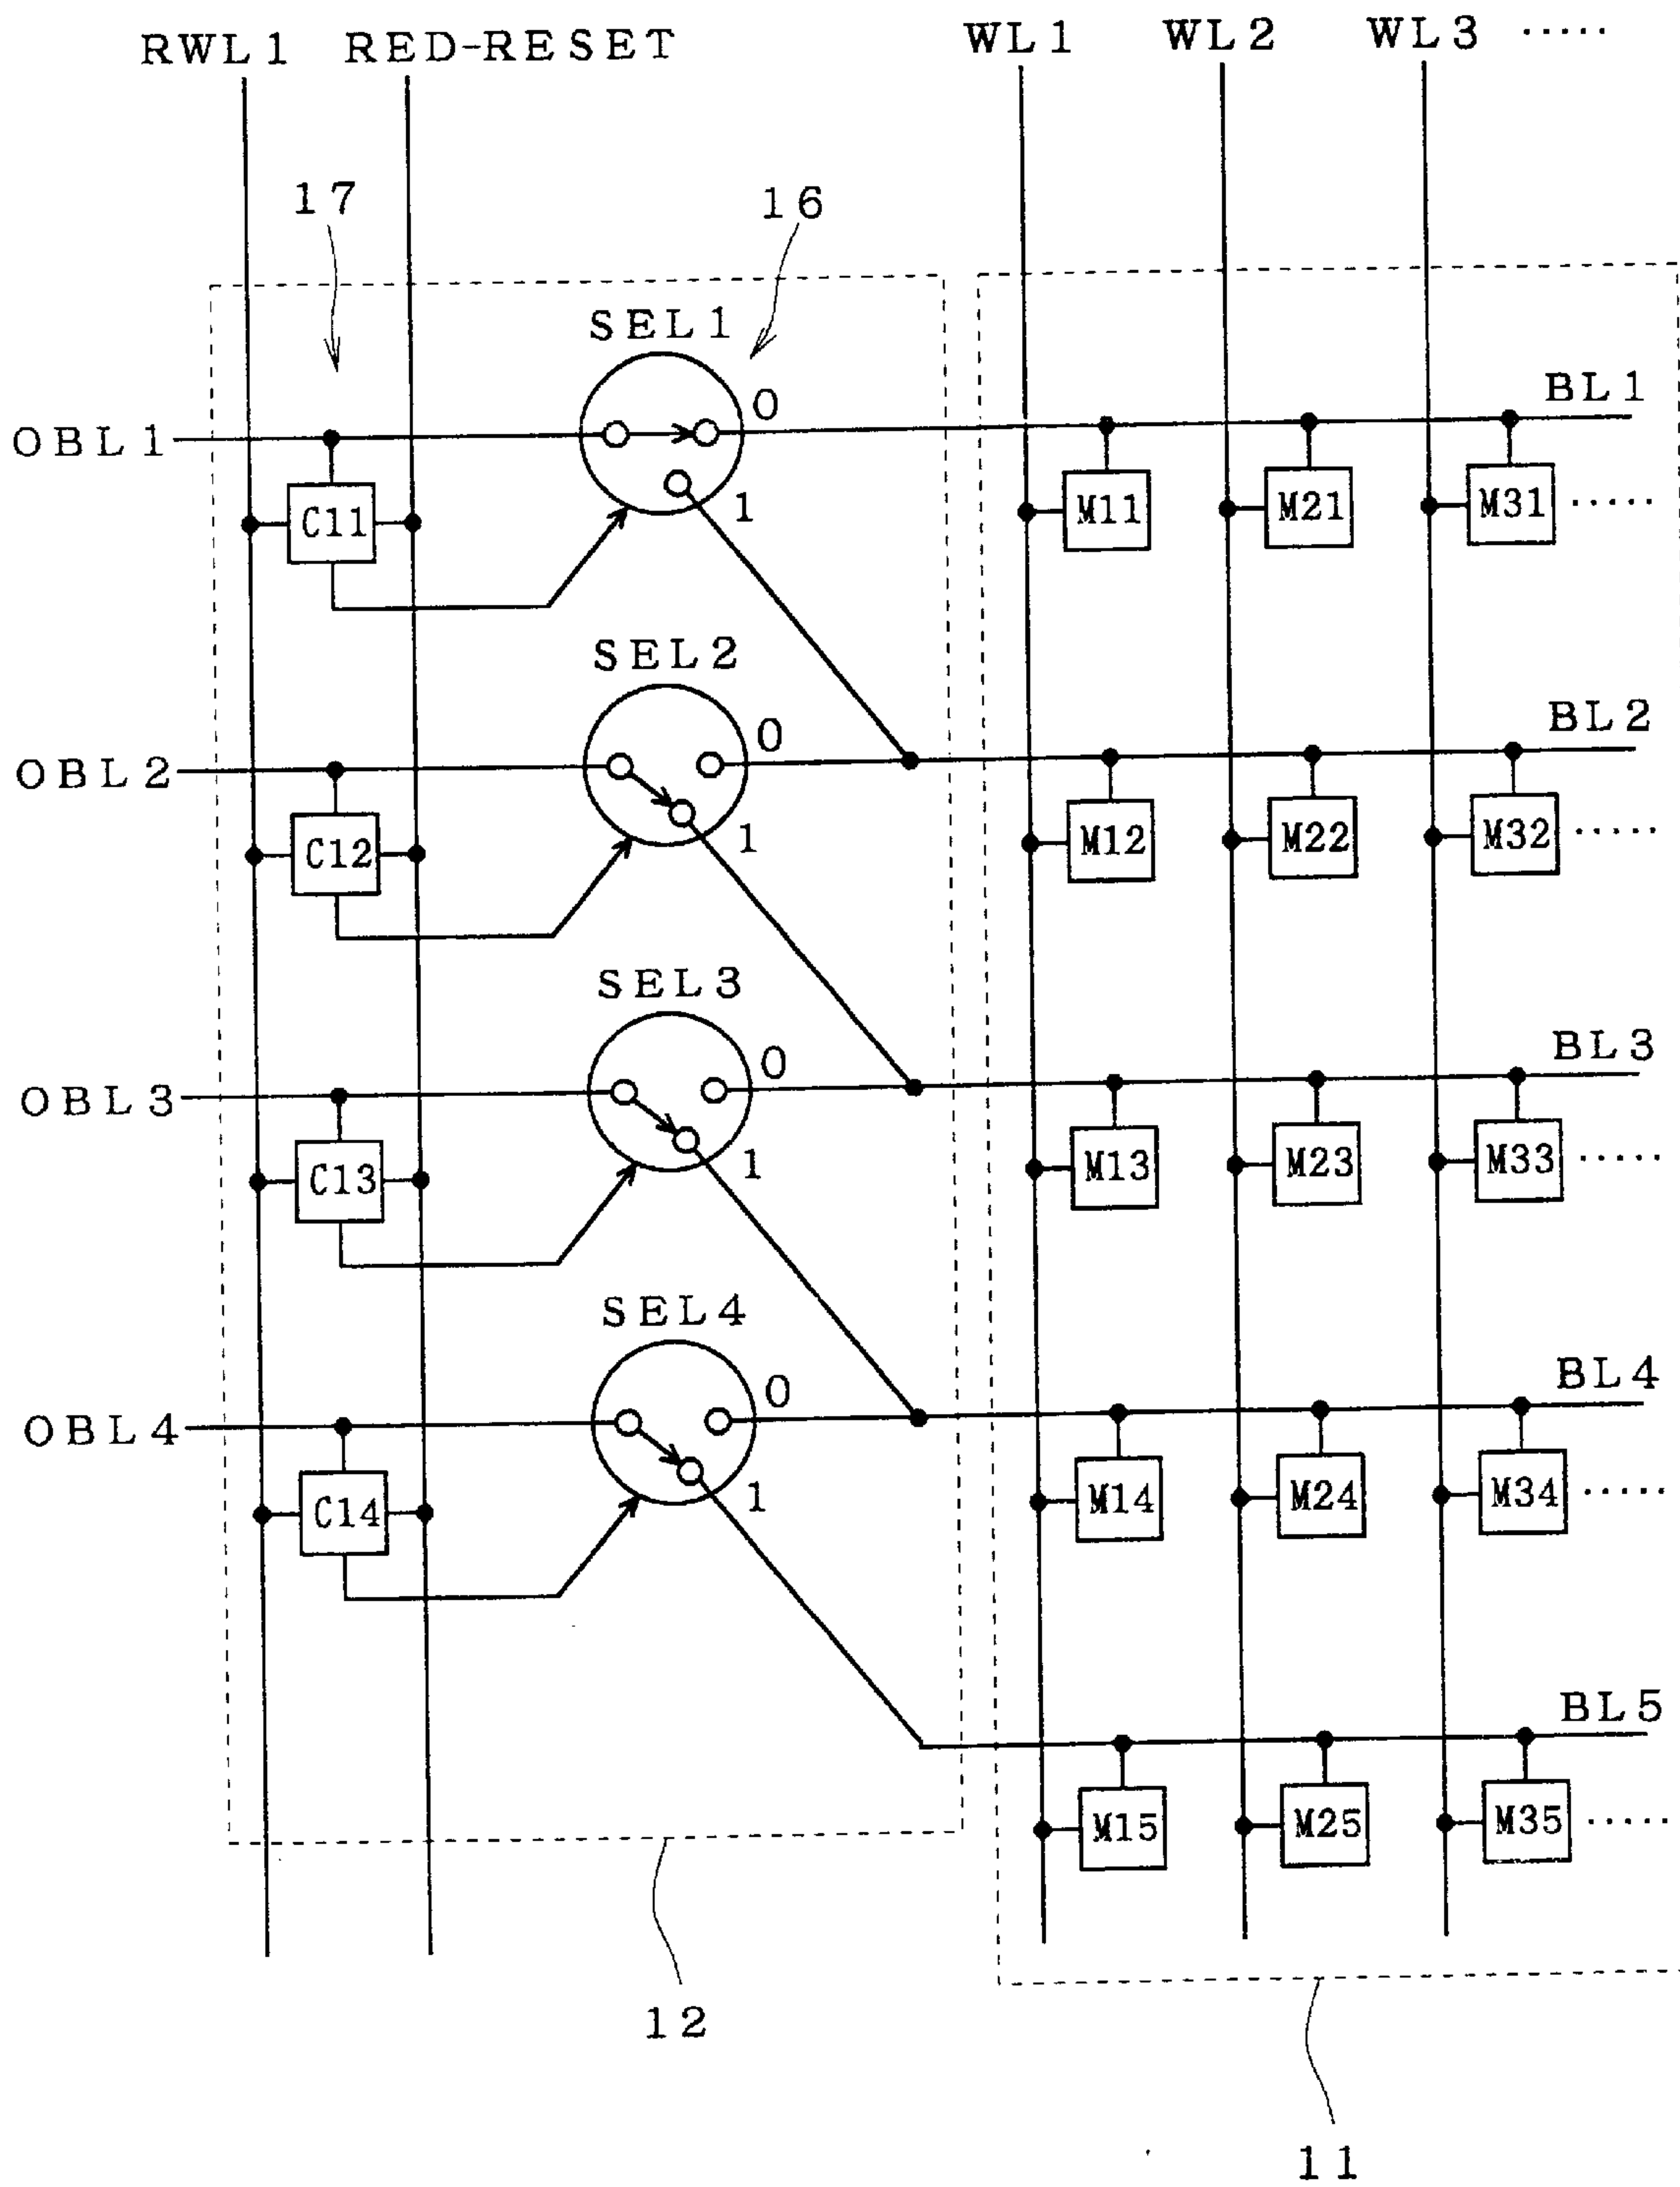 RWL1 RED-RESET WL1 WL2 WL3 .....
17 16
SEL1
0
BL1
OBL1
1
C11 M11 M21 M31 .....
SEL2
0
BL2
OBL2
1
C12 M12 M22 M32 .....
SEL3
0
BL3
OBL3
1
C13 M13 M23 M33 .....
SEL4
0
BL4
OBL4
1
C14 M14 M24 M34 .....
BL5
M15 M25 M35 .....
12
11